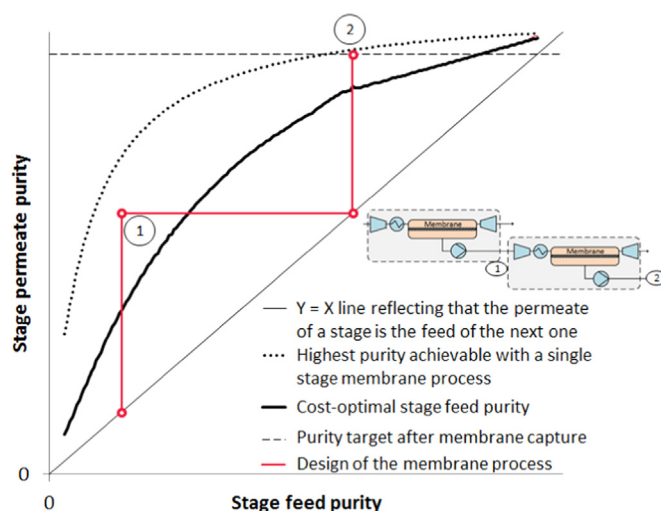 2
Stage permeate purity
1
Membrane
Membrane
1
2
Y = X line reflecting that the permeate
of a stage is the feed of the next one
Highest purity achievable with a single
stage membrane process
Cost-optimal stage feed purity
Purity target after membrane capture
Design of the membrane process
0
0
Stage feed purity